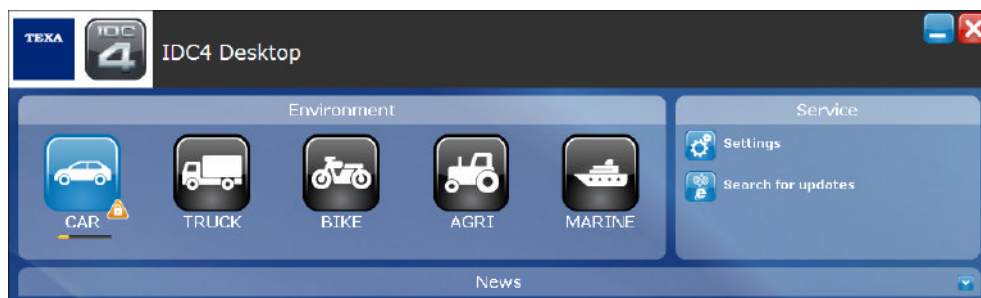 TEXA
IDC
4
IDC4 Desktop
Environment
Service
CAR
TRUCK
BIKE
AGRI
MARINE
Settings
Search for updates
News